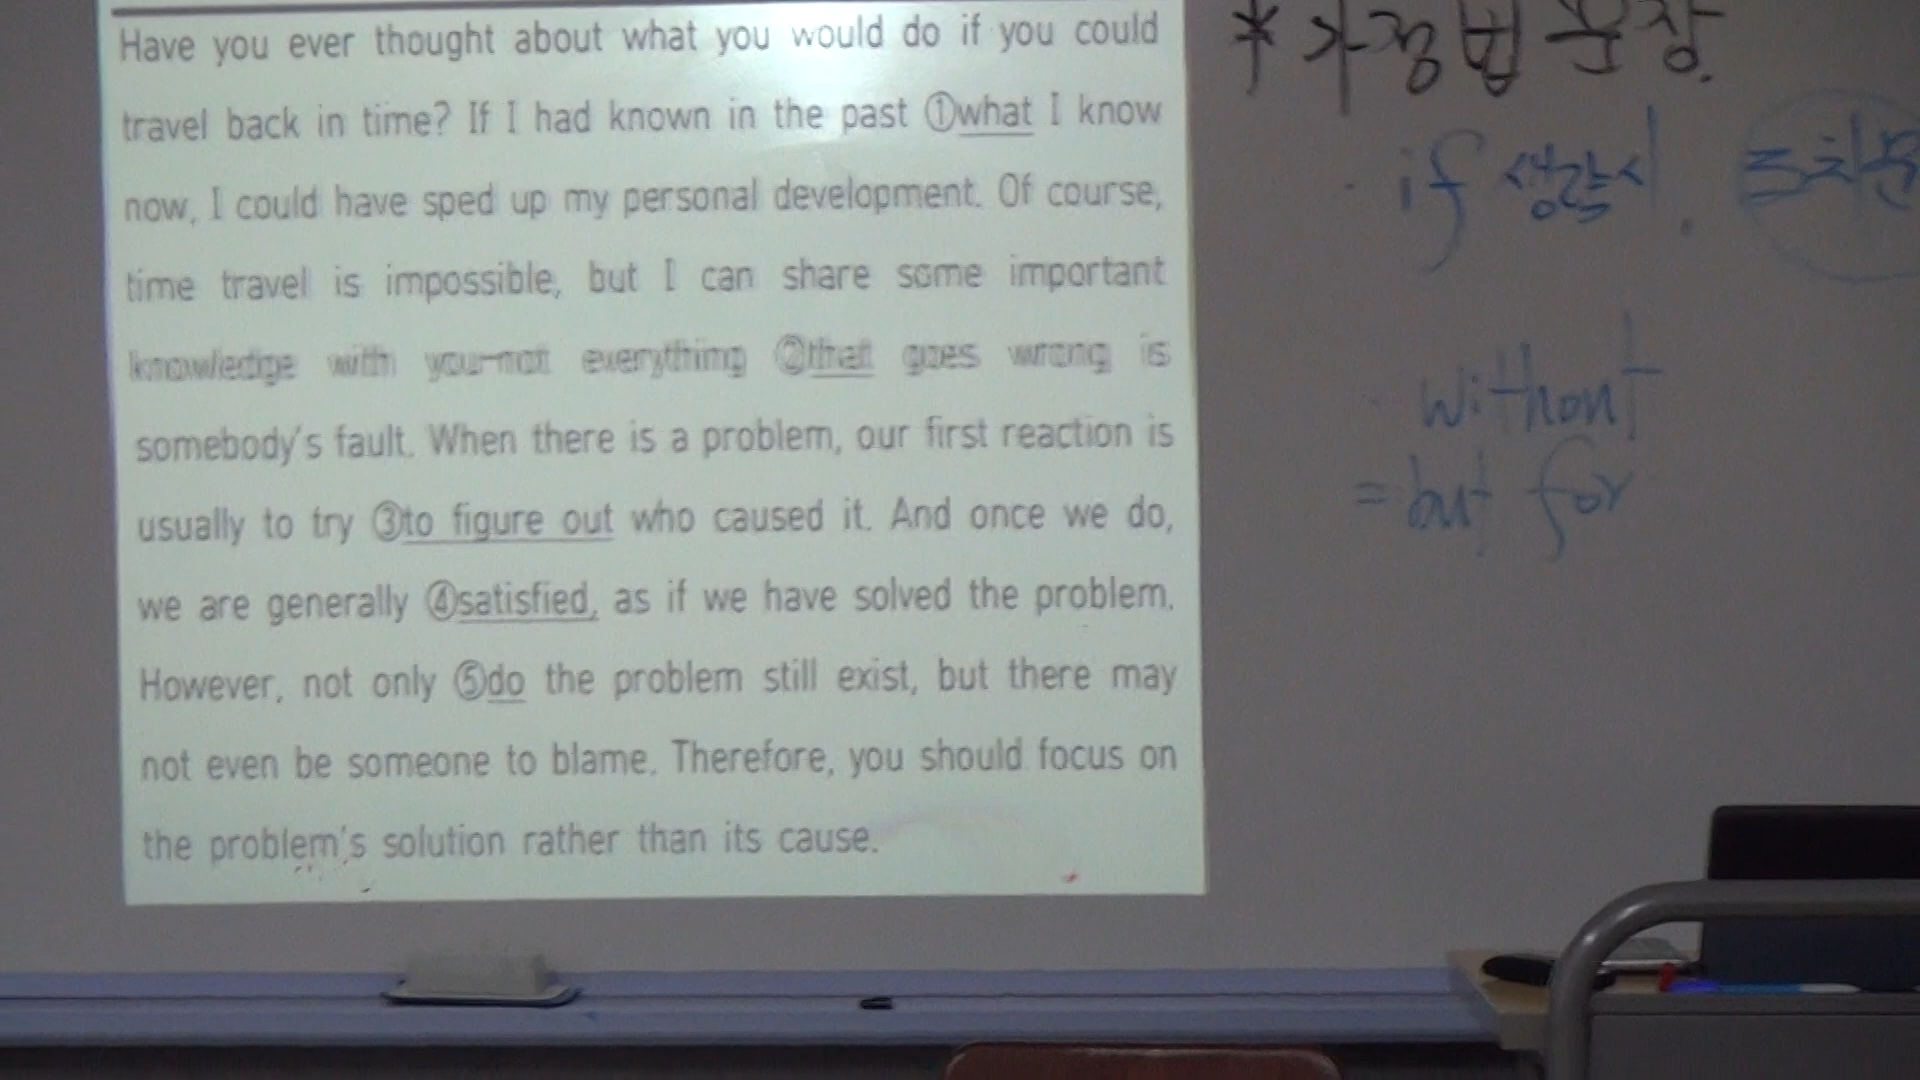 Have you ever thought about what you would do if you could
travel back in time? If I had known in the past ①what I know
now, I could have sped up my personal development. Of course,
time travel is impossible, but I can share some important
knowledge with you—not everything ②that goes wrong is
somebody's fault. When there is a problem, our first reaction is
usually to try ③to figure out who caused it. And once we do,
we are generally ④satisfied, as if we have solved the problem.
However, not only ⑤do the problem still exist, but there may
not even be someone to blame. Therefore, you should focus on
the problem's solution rather than its cause.
* 가정법 문장.
· if 생략시, 도치문
· without
= but for